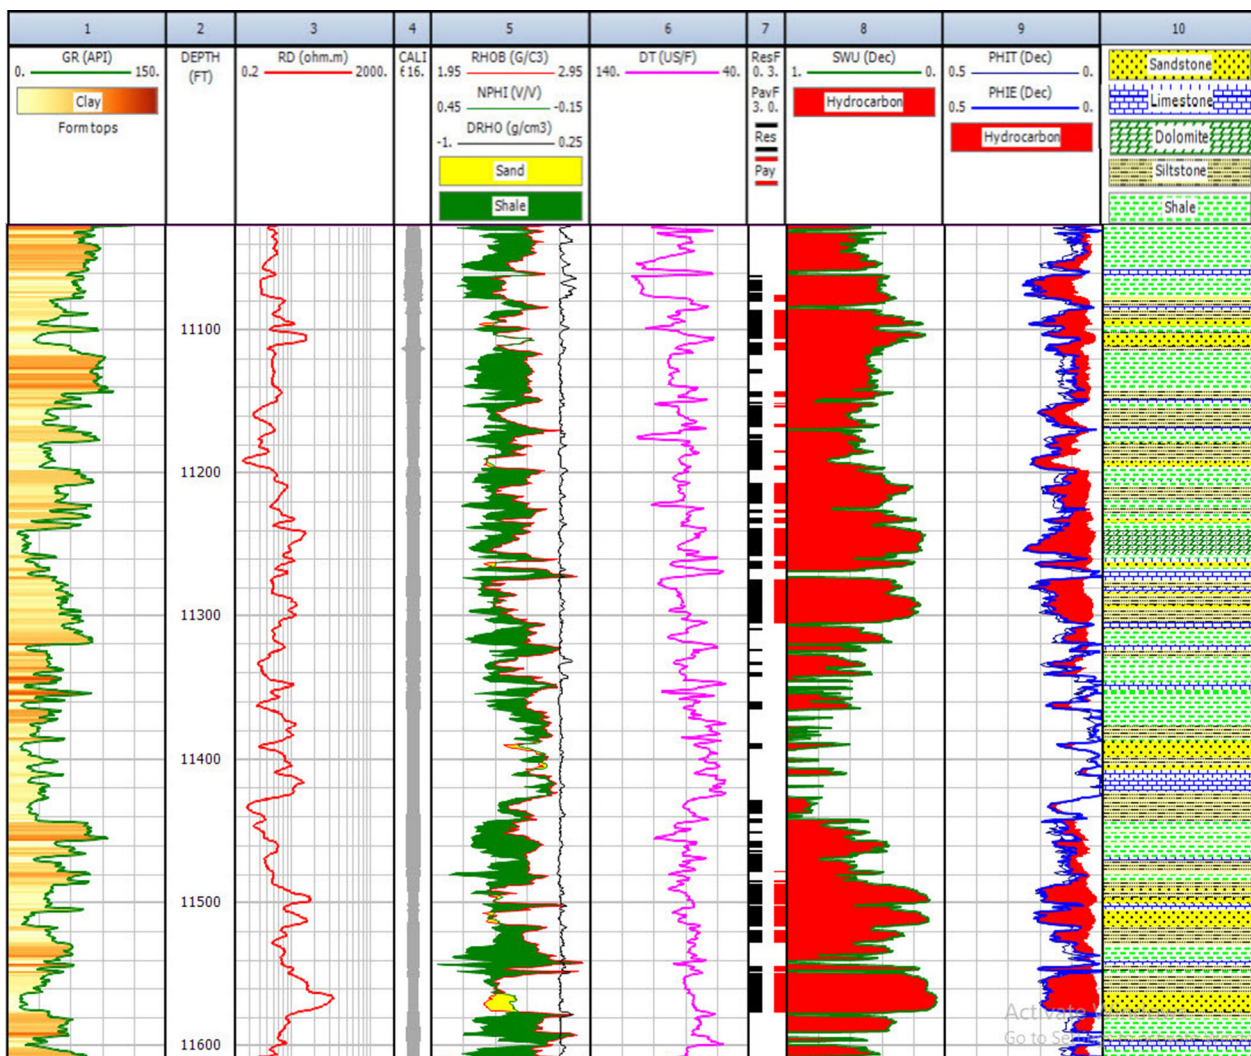 1 2 3 4 5 6 7 8 9 10
GR (API)
0. 150.
Clay
Form tops
DEPTH
(FT)
RD (ohm.m)
0.2 2000.
CALI
16.
RHOB (G/C3)
1.95 2.95
NPHI (V/V)
0.45 -0.15
DRHO (g/cm3)
-1. 0.25
Sand
Shale
DT (US/F)
140. 40.
ResF
0. 3.
PavF
3. 0.
Res
Pay
SWU (Dec)
1. 0.
Hydrocarbon
PHIT (Dec)
0.5 0.
PHIE (Dec)
0.5 0.
Hydrocarbon
Sandstone
Limestone
Dolomite
Siltstone
Shale
11100
11200
11300
11400
11500
11600